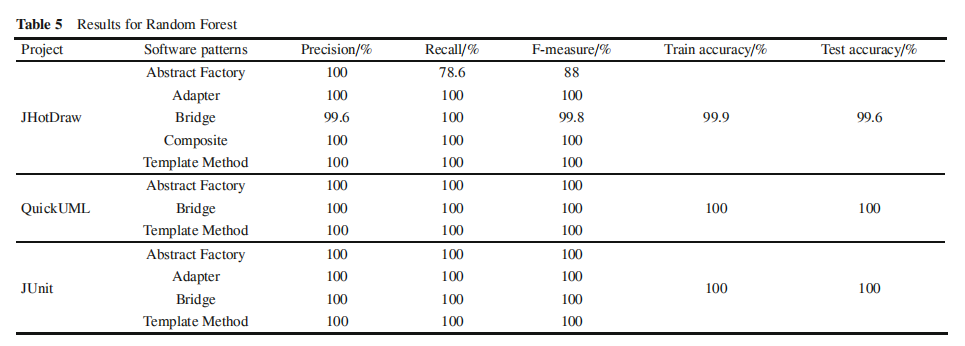 Table 5 Results for Random Forest
Project Software patterns Precision/% Recall/% F-measure/% Train accuracy/% Test accuracy/%
Abstract Factory 100 78.6 88
Adapter 100 100 100
JHotDraw Bridge 99.6 100 99.8 99.9 99.6
Composite 100 100 100
Template Method 100 100 100
Abstract Factory 100 100 100
QuickUML Bridge 100 100 100 100 100
Template Method 100 100 100
Abstract Factory 100 100 100
Adapter 100 100 100
JUnit 100 100
Bridge 100 100 100
Template Method 100 100 100